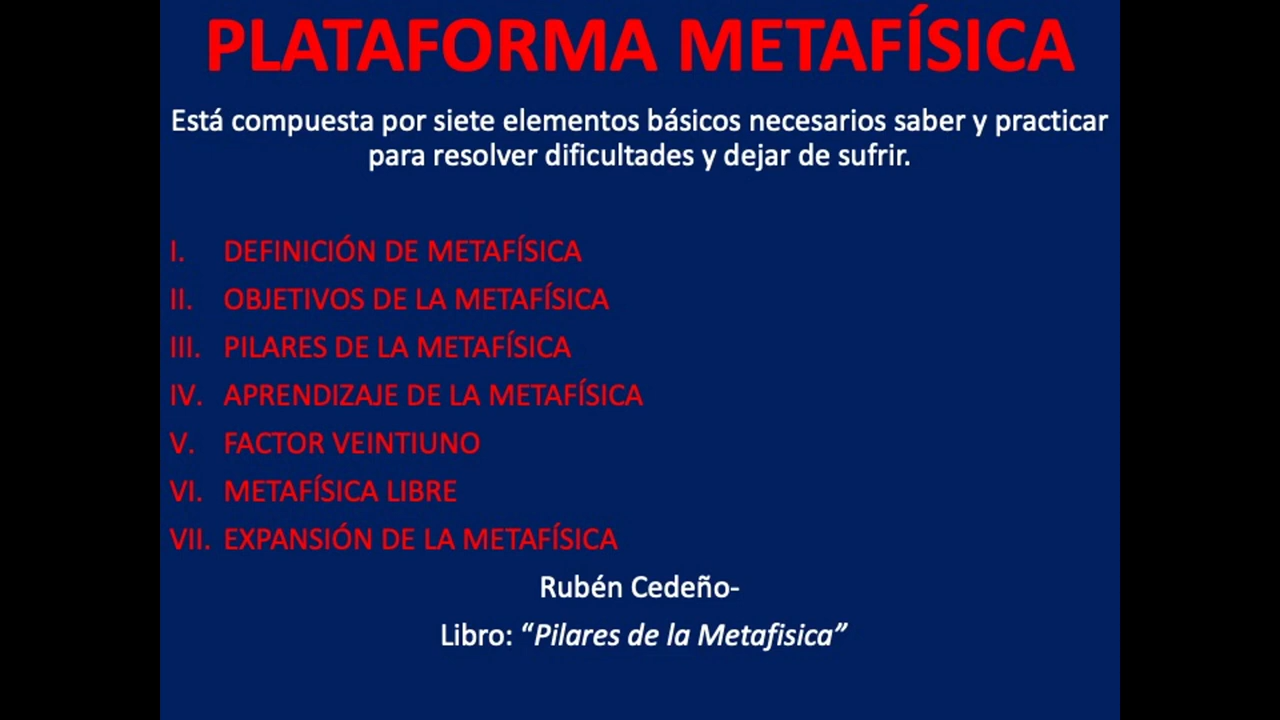 PLATAFORMA METAFÍSICA
Está compuesta por siete elementos básicos necesarios saber y practicar
para resolver dificultades y dejar de sufrir.
I. DEFINICIÓN DE METAFÍSICA
II. OBJETIVOS DE LA METAFÍSICA
III. PILARES DE LA METAFÍSICA
IV. APRENDIZAJE DE LA METAFÍSICA
V. FACTOR VEINTIUNO
VI. METAFÍSICA LIBRE
VII. EXPANSIÓN DE LA METAFÍSICA
Rubén Cedeño-
Libro: “Pilares de la Metafisica”